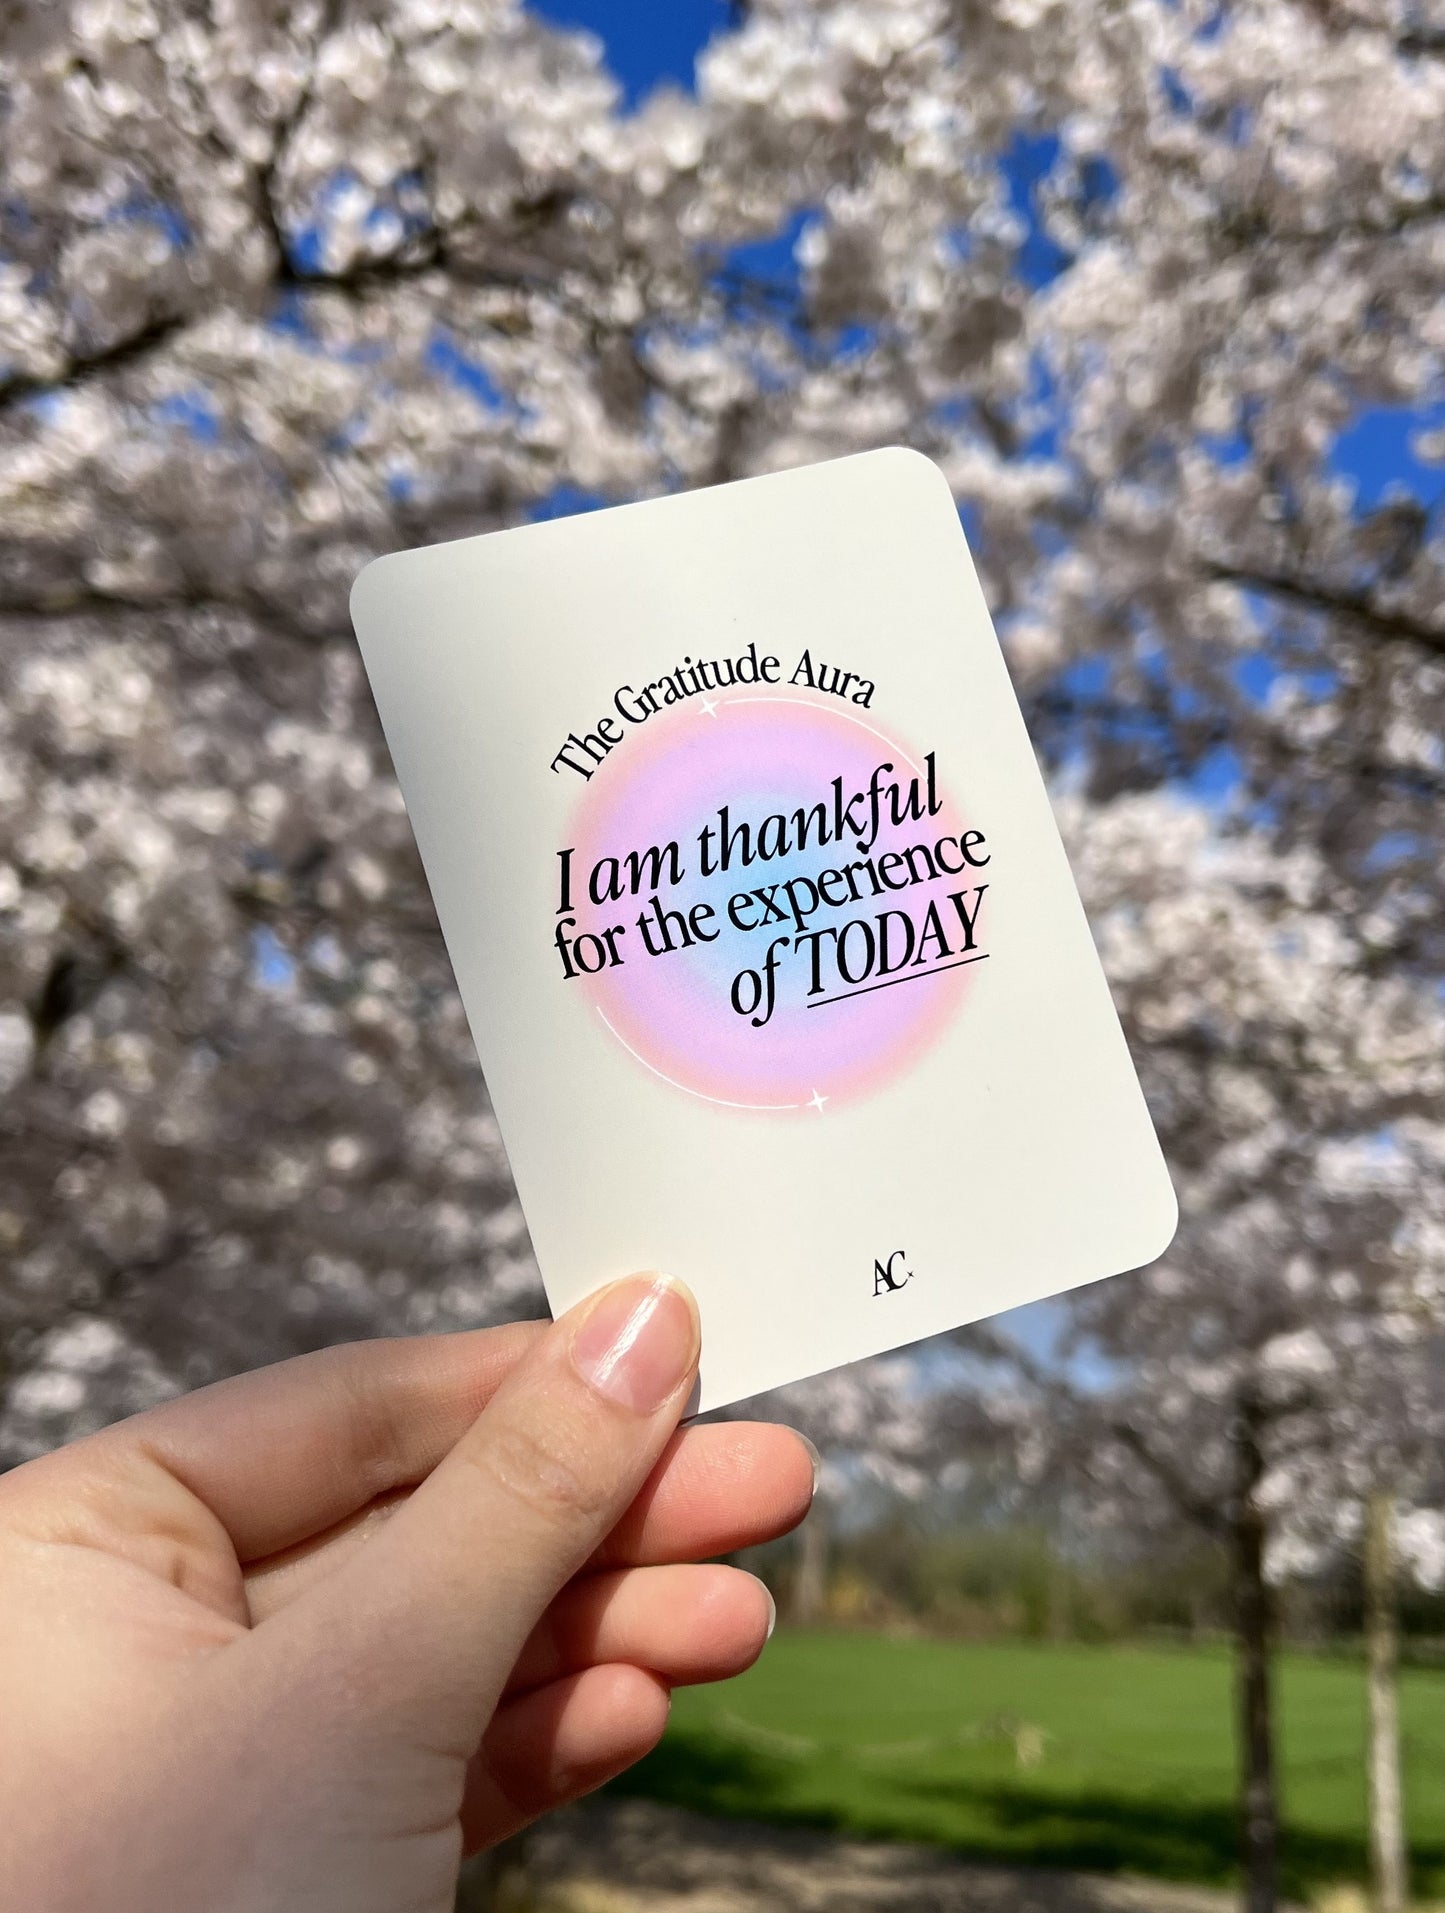 The Gratitude Aura
I am thankful
for the experience
of TODAY
AC